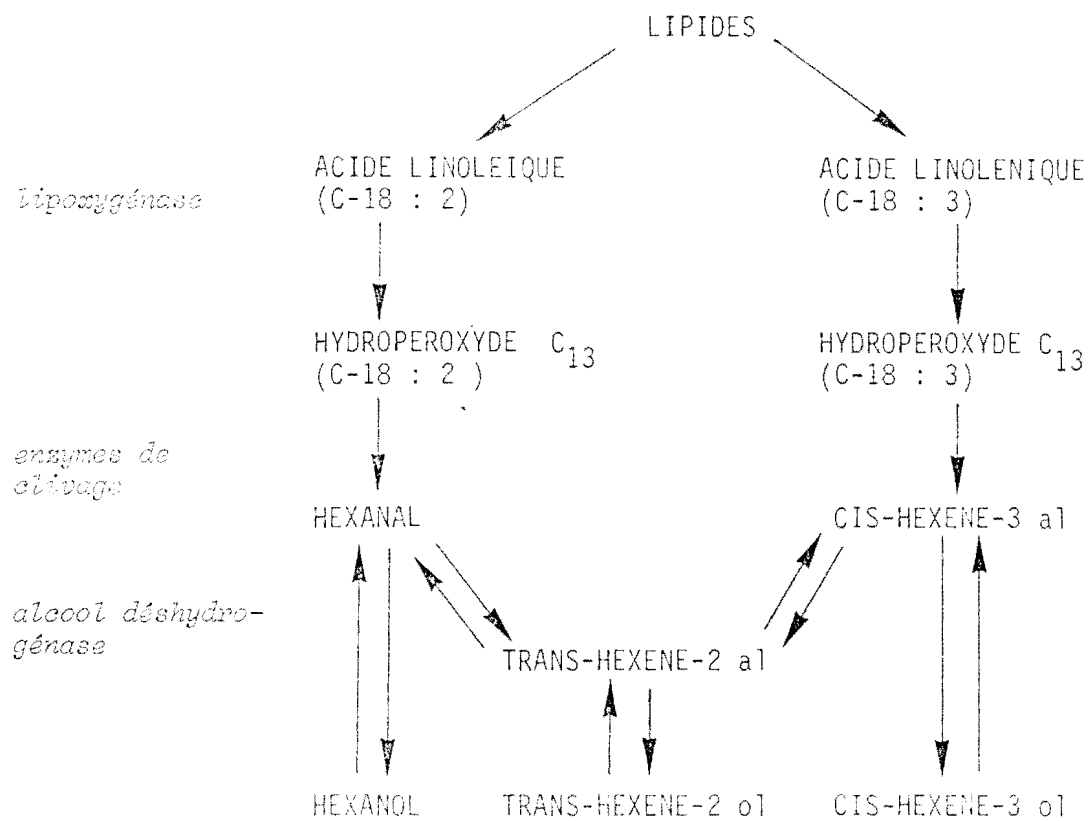 LIPIDES
ACIDE LINOLEIQUE
(C-18 : 2)
ACIDE LINOLENIQUE
(C-18 : 3)
lipoxygénase
HYDROPEROXYDE C13
(C-18 : 2 )
HYDROPEROXYDE C13
(C-18 : 3)
enzymes de
clivage
HEXANAL
CIS-HEXENE-3 al
alcool déshydro-
génase
TRANS-HEXENE-2 al
HEXANOL
TRANS-HEXENE-2 ol
CIS-HEXENE-3 ol